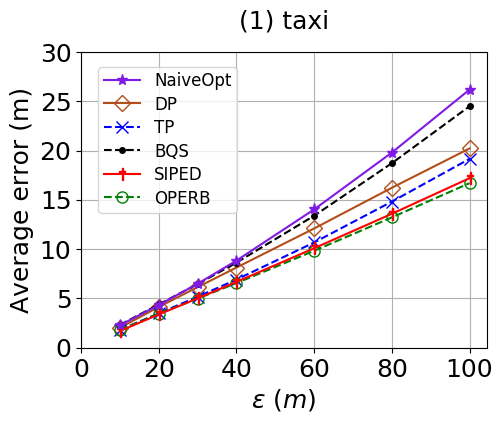 (1) taxi
30
25
20
15
10
5
0
Average error (m)
NaiveOpt
DP
TP
BQS
SIPED
OPERB
0 20 40 60 80 100
ε (m)